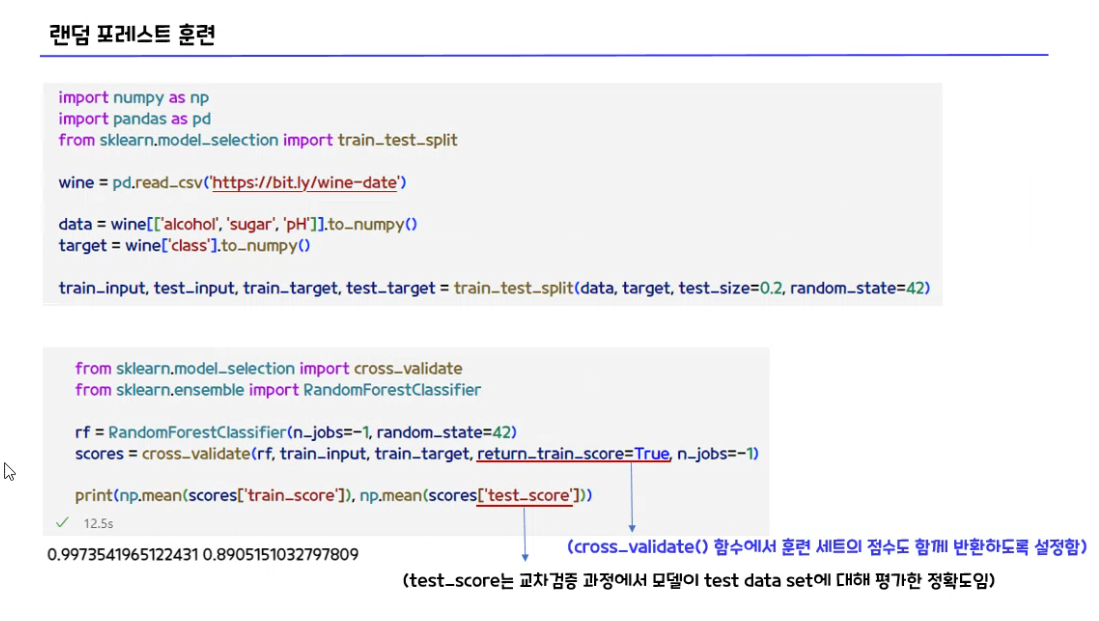 랜덤 포레스트 훈련
import numpy as np
import pandas as pd
from sklearn.model_selection import train_test_split
wine = pd.read_csv('https://bit.ly/wine-date')
data = wine[['alcohol', 'sugar', 'pH']].to_numpy()
target = wine['class'].to_numpy()
train_input, test_input, train_target, test_target = train_test_split(data, target, test_size=0.2, random_state=42)
from sklearn.model_selection import cross_validate
from sklearn.ensemble import RandomForestClassifier
rf = RandomForestClassifier(n_jobs=-1, random_state=42)
scores = cross_validate(rf, train_input, train_target, return_train_score=True, n_jobs=-1)
print(np.mean(scores['train_score']), np.mean(scores['test_score']))
12.5s
0.9973541965122431 0.8905151032797809
(cross_validate() 함수에서 훈련 세트의 점수도 함께 반환하도록 설정함)
(test_score는 교차검증 과정에서 모델이 test data set에 대해 평가한 정확도임)